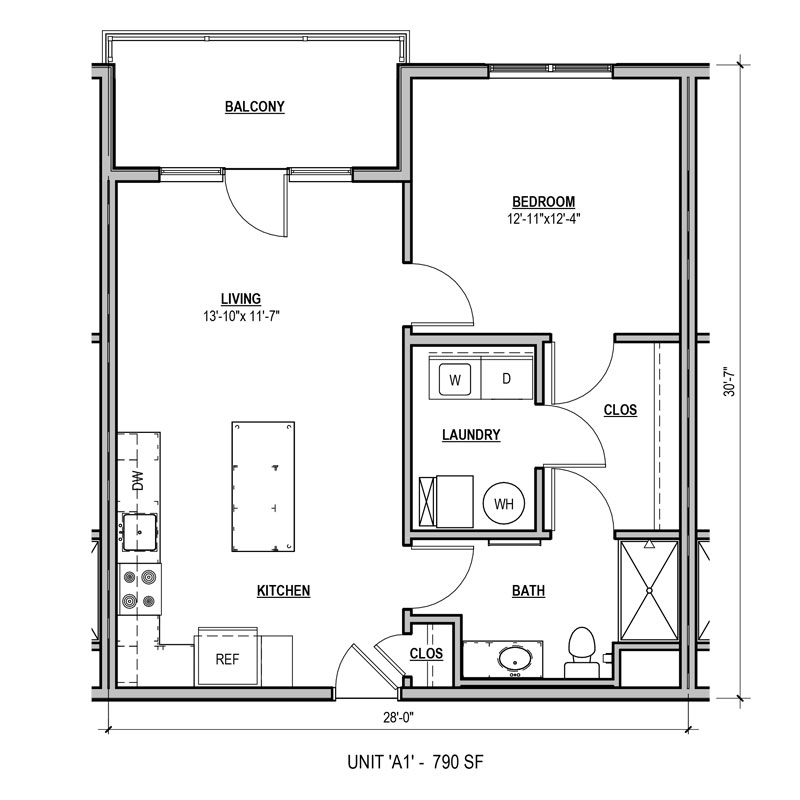 BALCONY
BEDROOM
12'-11"x12'-4"
LIVING
13'-10"x 11'-7"
30'-7"
W
D
CLOS
LAUNDRY
DW
WH
KITCHEN
BATH
REF
CLOS
28'-0"
UNIT 'A1' - 790 SF